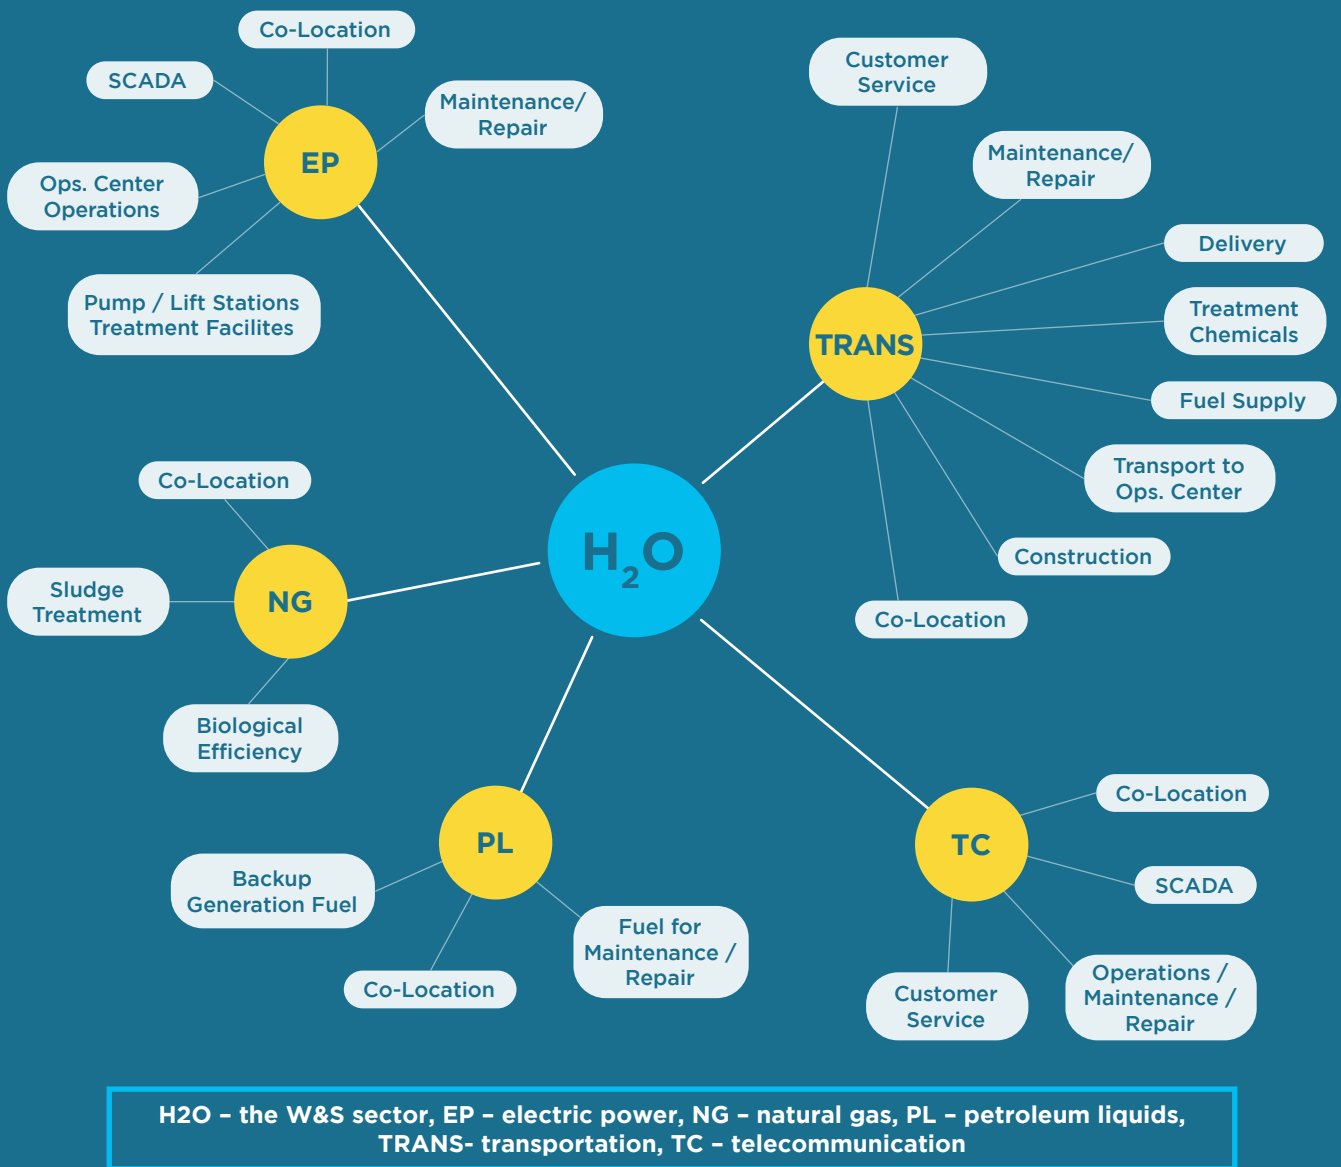 Co-Location
SCADA
Maintenance/
Repair
EP
Ops. Center
Operations
Pump / Lift Stations
Treatment Facilites
Customer
Service
Maintenance/
Repair
Delivery
Treatment
Chemicals
TRANS
Fuel Supply
Transport to
Ops. Center
Construction
Co-Location
H2O
Co-Location
Sludge
Treatment
NG
Biological
Efficiency
PL
Backup
Generation Fuel
Co-Location
Fuel for
Maintenance /
Repair
TC
Co-Location
SCADA
Operations /
Maintenance /
Repair
Customer
Service
H2O – the W&S sector, EP – electric power, NG – natural gas, PL – petroleum liquids,
TRANS- transportation, TC – telecommunication